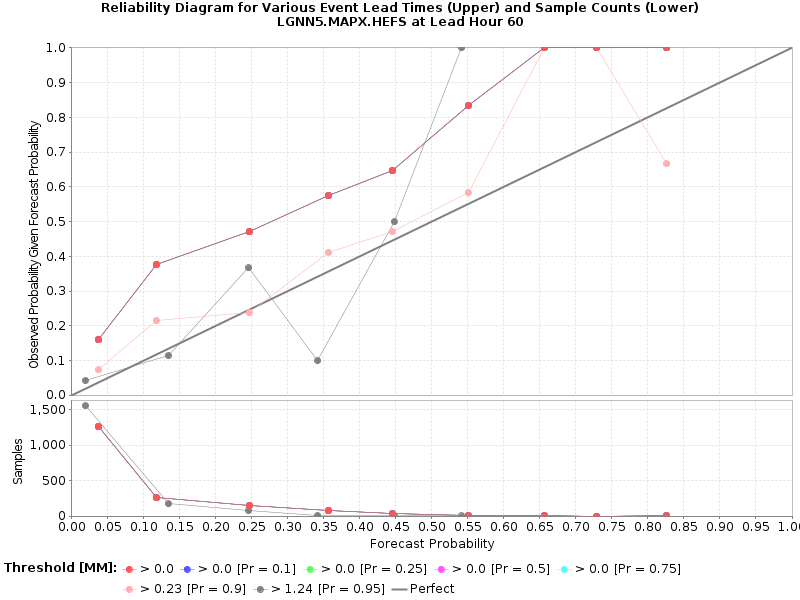 Reliability Diagram for Various Event Lead Times (Upper) and Sample Counts (Lower)
LGNN5.MAPX.HEFS at Lead Hour 60
Observed Probability Given Forecast Probability
1.0
0.9
0.8
0.7
0.6
0.5
0.4
0.3
0.2
0.1
0.0
Samples
1,500
1,000
500
0
0.00 0.05 0.10 0.15 0.20 0.25 0.30 0.35 0.40 0.45 0.50 0.55 0.60 0.65 0.70 0.75 0.80 0.85 0.90 0.95 1.0
Forecast Probability
Threshold [MM]: > 0.0 > 0.0 [Pr = 0.1] > 0.0 [Pr = 0.25] > 0.0 [Pr = 0.5] > 0.0 [Pr = 0.75]
> 0.23 [Pr = 0.9] > 1.24 [Pr = 0.95] Perfect